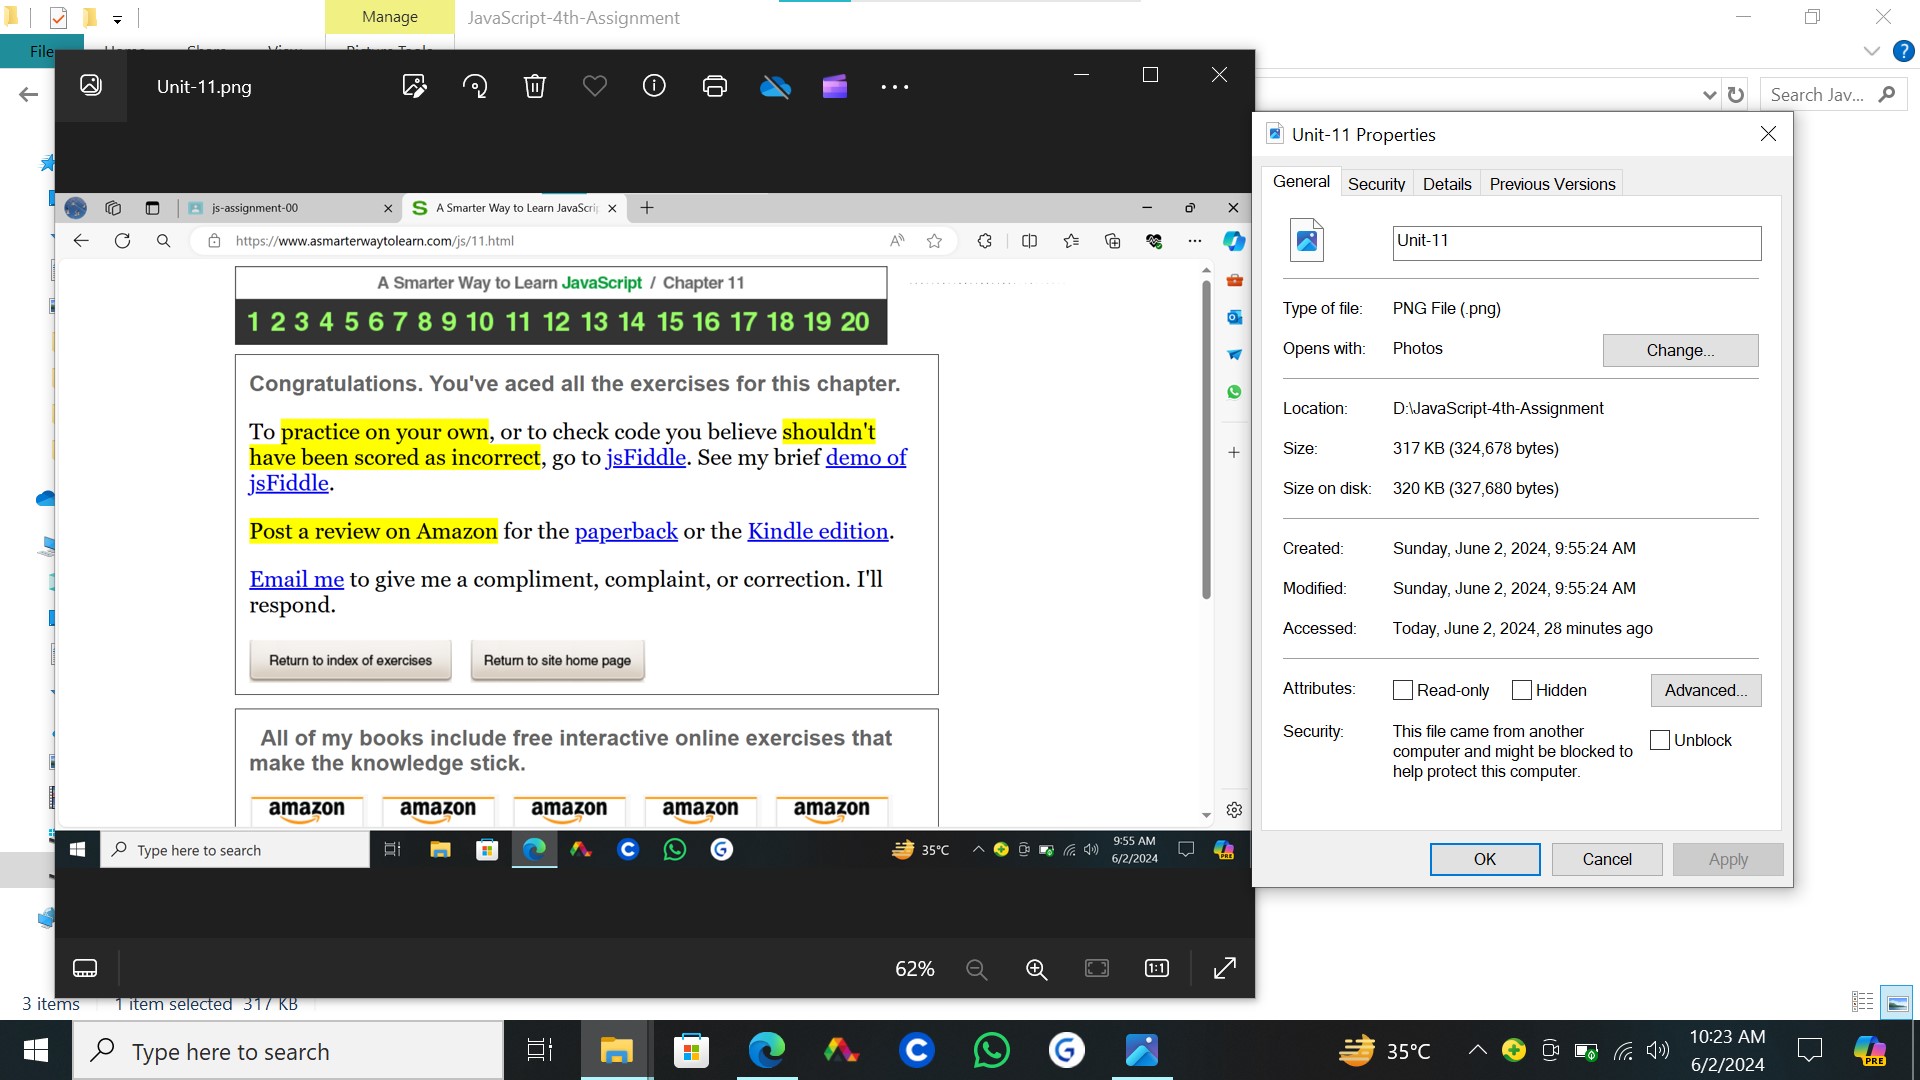 Manage
JavaScript-4th-Assignment
File
Home Share View Picture Tools
Unit-11.png
Search Jav...
js-assignment-00
A Smarter Way to Learn JavaScrip
https://www.asmarterwaytolearn.com/js/11.html
A Smarter Way to Learn JavaScript / Chapter 11
1 2 3 4 5 6 7 8 9 10 11 12 13 14 15 16 17 18 19 20
Congratulations. You've aced all the exercises for this chapter.
To practice on your own, or to check code you believe shouldn't
have been scored as incorrect, go to jsFiddle. See my brief demo of
jsFiddle.
Post a review on Amazon for the paperback or the Kindle edition.
Email me to give me a compliment, complaint, or correction. I'll
respond.
Return to index of exercises
Return to site home page
All of my books include free interactive online exercises that
make the knowledge stick.
amazon amazon amazon amazon amazon
Type here to search
35°C
9:55 AM
6/2/2024
PRE
62%
1:1
Unit-11 Properties
General Security Details Previous Versions
Unit-11
Type of file: PNG File (.png)
Opens with: Photos
Change...
Location: D:\JavaScript-4th-Assignment
Size: 317 KB (324,678 bytes)
Size on disk: 320 KB (327,680 bytes)
Created: Sunday, June 2, 2024, 9:55:24 AM
Modified: Sunday, June 2, 2024, 9:55:24 AM
Accessed: Today, June 2, 2024, 28 minutes ago
Attributes: Read-only Hidden
Advanced...
Security: This file came from another
computer and might be blocked to
help protect this computer.
Unblock
OK
Cancel
Apply
3 items 1 item selected 317 KB
Type here to search
35°C
10:23 AM
6/2/2024
PRE